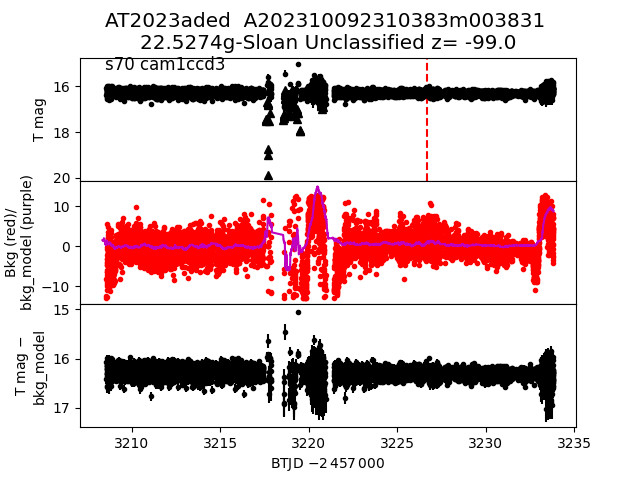 AT2023aded  A202310092310383m003831
22.5274g-Sloan Unclassified z= -99.0
s70 cam1ccd3
16
18
20
T mag
10
0
−10
Bkg (red)/
bkg_model (purple)
15
16
17
T mag −
bkg_model
3210 3215 3220 3225 3230 3235
BTJD −2 457 000